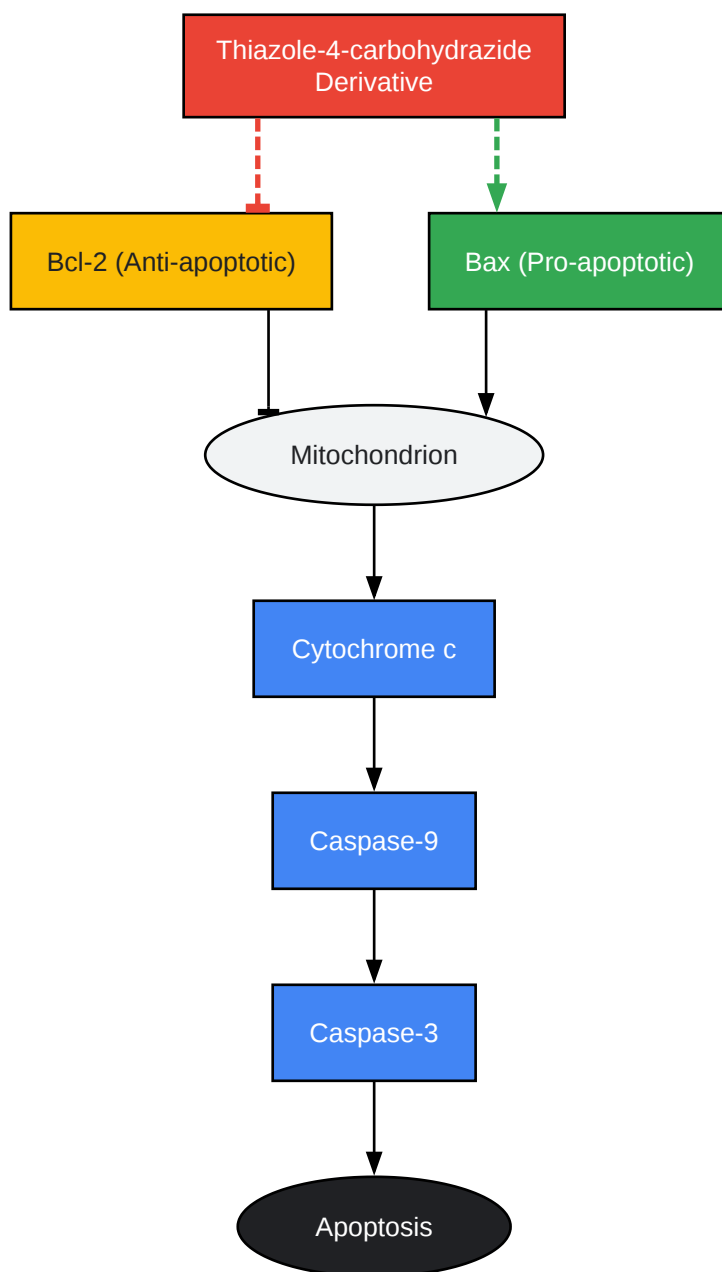 Thiazole-4-carbohydrazide
Derivative
Bcl-2 (Anti-apoptotic)
Bax (Pro-apoptotic)
Mitochondrion
Cytochrome c
Caspase-9
Caspase-3
Apoptosis